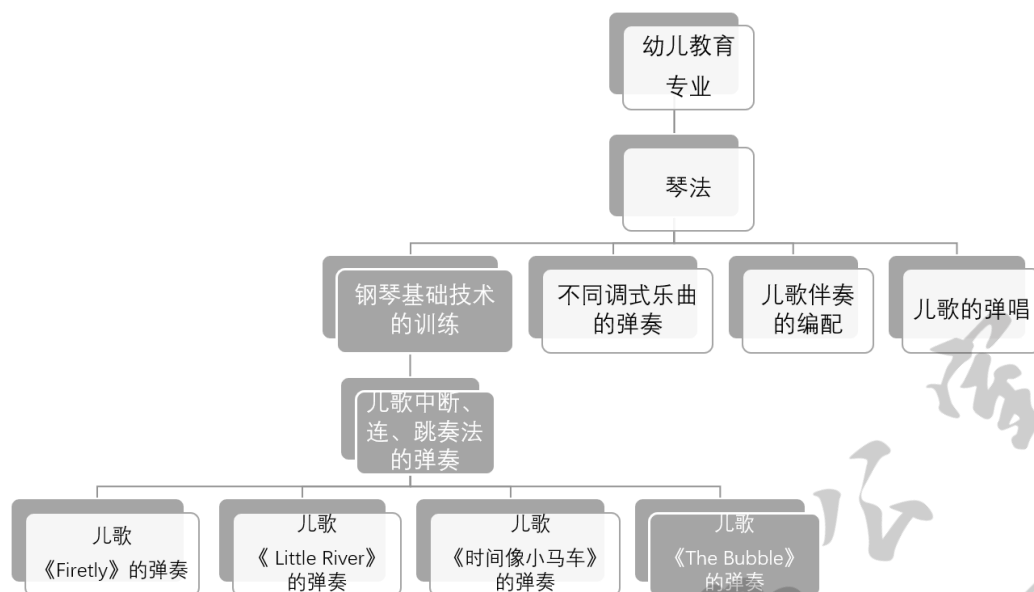 幼儿教育
专业
琴法
钢琴基础技术
的训练
不同调式乐曲
的弹奏
儿歌伴奏
的编配
儿歌的弹唱
儿歌中断、
连、跳奏法
的弹奏
儿歌
《Firetly》的弹奏
儿歌
《 Little River》
的弹奏
儿歌
《时间像小马车》
的弹奏
儿歌
《The Bubble》
的弹奏